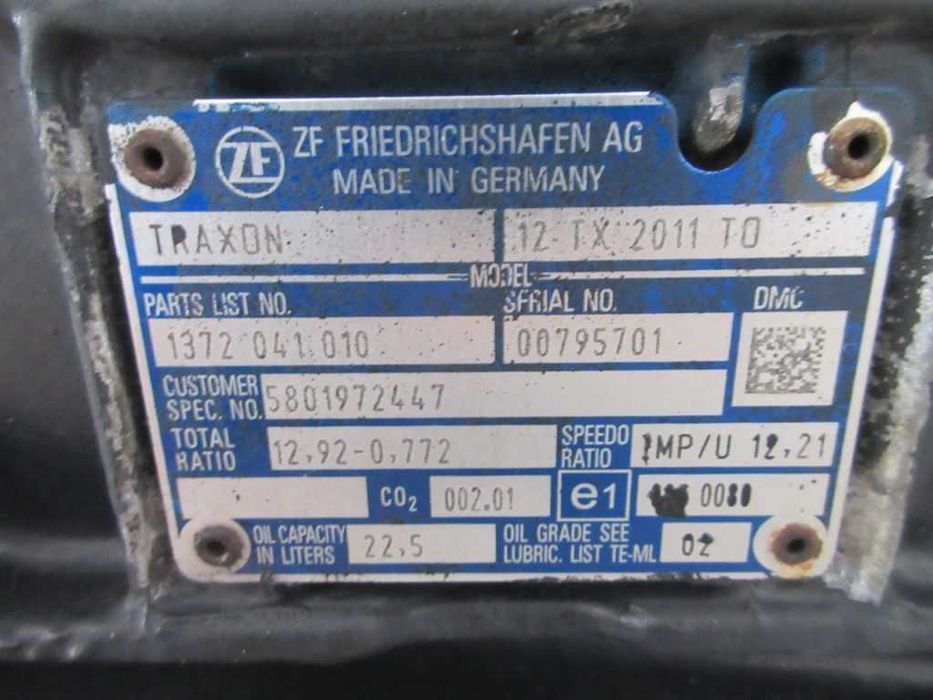 ZF
ZF FRIEDRICHSHAFEN AG
MADE IN GERMANY
TRAXON 12 TX 2011 TO
MODEL
PARTS LIST NO. SERIAL NO. DMC
1372 041 010 00795701
CUSTOMER
SPEC. NO. 5801972447
TOTAL
RATIO 12,92-0,772
SPEEDO
RATIO IMP/U 12,21
CO₂ 002.01 e1 0080
OIL CAPACITY
IN LITERS 22,5
OIL GRADE SEE
LUBRIC. LIST TE-ML 02